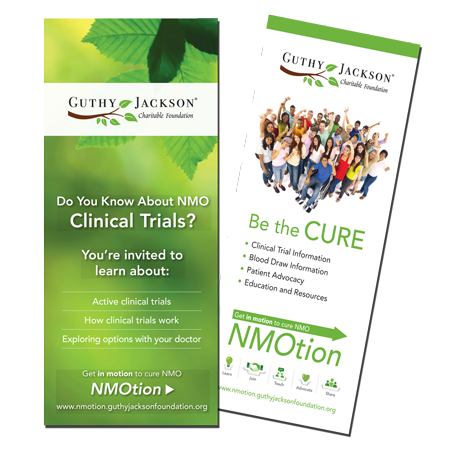 GUTHY JACKSON®
Charitable Foundation
Do You Know About NMO
Clinical Trials?
You're invited to
learn about:
Active clinical trials
How clinical trials work
Exploring options with your doctor
Get in motion to cure NMO
NMOtion
www.nmotion.guthyjacksonfoundation.org
GUTHY JACKSON®
Charitable Foundation
Be the CURE
• Clinical Trial Information
• Blood Draw Information
• Patient Advocacy
• Education and Resources
Get in motion to cure NMO
NMOtion
Learn Join Teach Advocate Share
www.nmotion.guthyjacksonfoundation.org